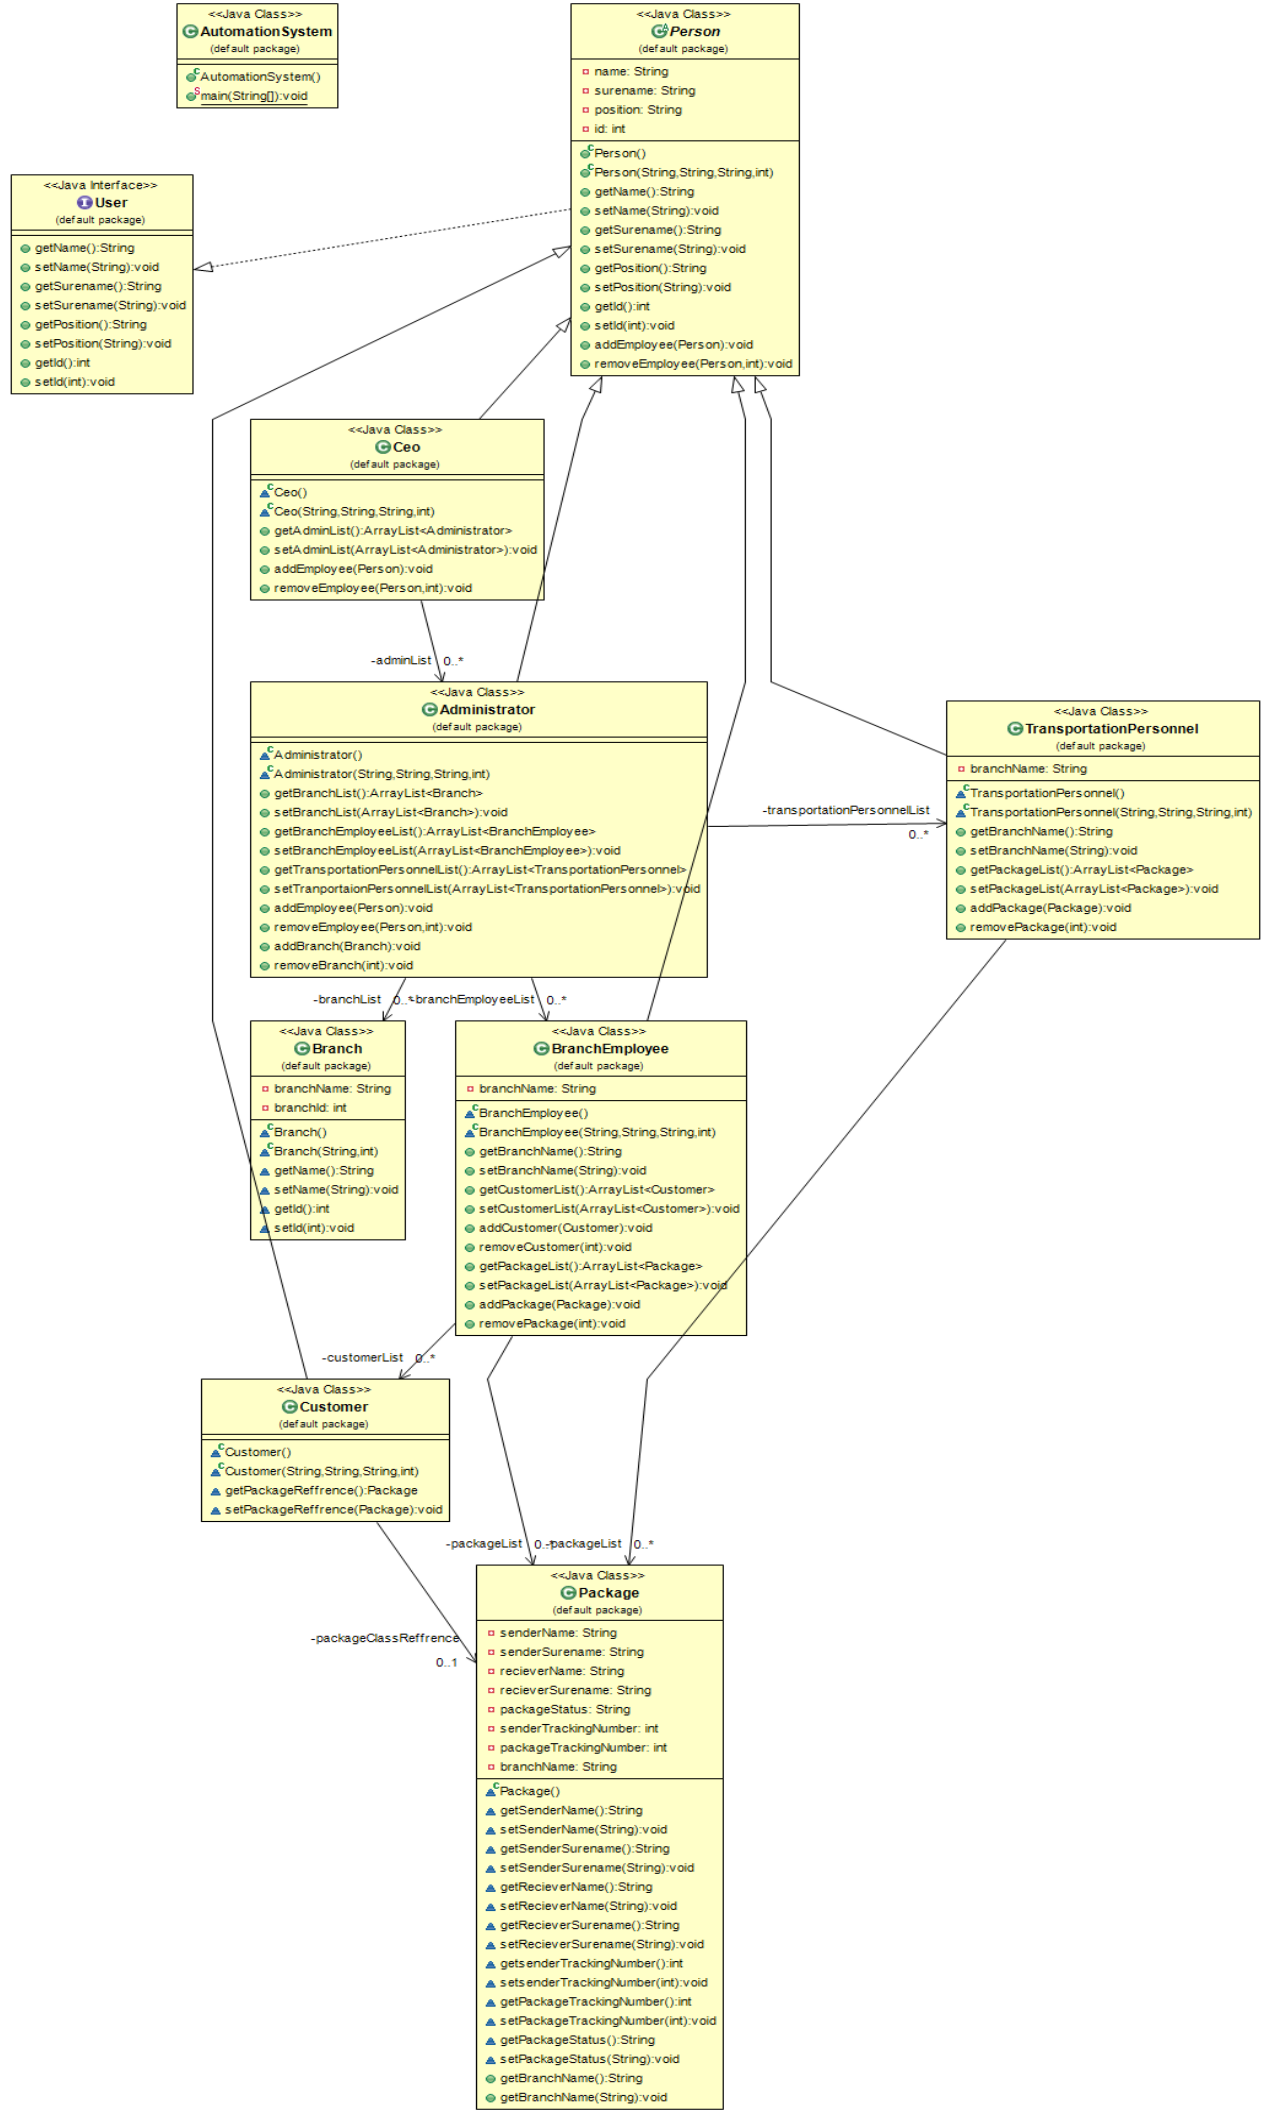 <<Java Class>>
AutomationSystem
(default package)
AutomationSystem()
main(String[]):void
<<Java Class>>
Person
(default package)
name: String
surename: String
position: String
id: int
Person()
Person(String,String,String,int)
getName():String
setName(String):void
getSurename():String
setSurename(String):void
getPosition():String
setPosition(String):void
getId():int
setId(int):void
addEmployee(Person):void
removeEmployee(Person,int):void
<<Java Interface>>
User
(default package)
getName():String
setName(String):void
getSurename():String
setSurename(String):void
getPosition():String
setPosition(String):void
getId():int
setId(int):void
<<Java Class>>
Ceo
(default package)
Ceo()
Ceo(String,String,String,int)
getAdminList():ArrayList<Administrator>
setAdminList(ArrayList<Administrator>):void
addEmployee(Person):void
removeEmployee(Person,int):void
-adminList 0..*
<<Java Class>>
Administrator
(default package)
Administrator()
Administrator(String,String,String,int)
getBranchList():ArrayList<Branch>
setBranchList(ArrayList<Branch>):void
getBranchEmployeeList():ArrayList<BranchEmployee>
setBranchEmployeeList(ArrayList<BranchEmployee>):void
getTransportationPersonnelList():ArrayList<TransportationPersonnel>
setTranportaionPersonnelList(ArrayList<TransportationPersonnel>):void
addEmployee(Person):void
removeEmployee(Person,int):void
addBranch(Branch):void
removeBranch(int):void
-transportationPersonnelList
0..*
<<Java Class>>
TransportationPersonnel
(default package)
branchName: String
TransportationPersonnel()
TransportationPersonnel(String,String,String,int)
getBranchName():String
setBranchName(String):void
getPackageList():ArrayList<Package>
setPackageList(ArrayList<Package>):void
addPackage(Package):void
removePackage(int):void
-branchList 0..*
-branchEmployeeList 0..*
<<Java Class>>
Branch
(default package)
branchName: String
branchId: int
Branch()
Branch(String,int)
getName():String
setName(String):void
getId():int
setId(int):void
<<Java Class>>
BranchEmployee
(default package)
branchName: String
BranchEmployee()
BranchEmployee(String,String,String,int)
getBranchName():String
setBranchName(String):void
getCustomerList():ArrayList<Customer>
setCustomerList(ArrayList<Customer>):void
addCustomer(Customer):void
removeCustomer(int):void
getPackageList():ArrayList<Package>
setPackageList(ArrayList<Package>):void
addPackage(Package):void
removePackage(int):void
-customerList 0..*
<<Java Class>>
Customer
(default package)
Customer()
Customer(String,String,String,int)
getPackageReffrence():Package
setPackageReffrence(Package):void
-packageList 0..*
-packageList 0..*
-packageClassReffrence
0..1
<<Java Class>>
Package
(default package)
senderName: String
senderSurename: String
recieverName: String
recieverSurename: String
packageStatus: String
senderTrackingNumber: int
packageTrackingNumber: int
branchName: String
Package()
getSenderName():String
setSenderName(String):void
getSenderSurename():String
setSenderSurename(String):void
getRecieverName():String
setRecieverName(String):void
getRecieverSurename():String
setRecieverSurename(String):void
getsenderTrackingNumber():int
setsenderTrackingNumber(int):void
getPackageTrackingNumber():int
setPackageTrackingNumber(int):void
getPackageStatus():String
setPackageStatus(String):void
getBranchName():String
getBranchName(String):void